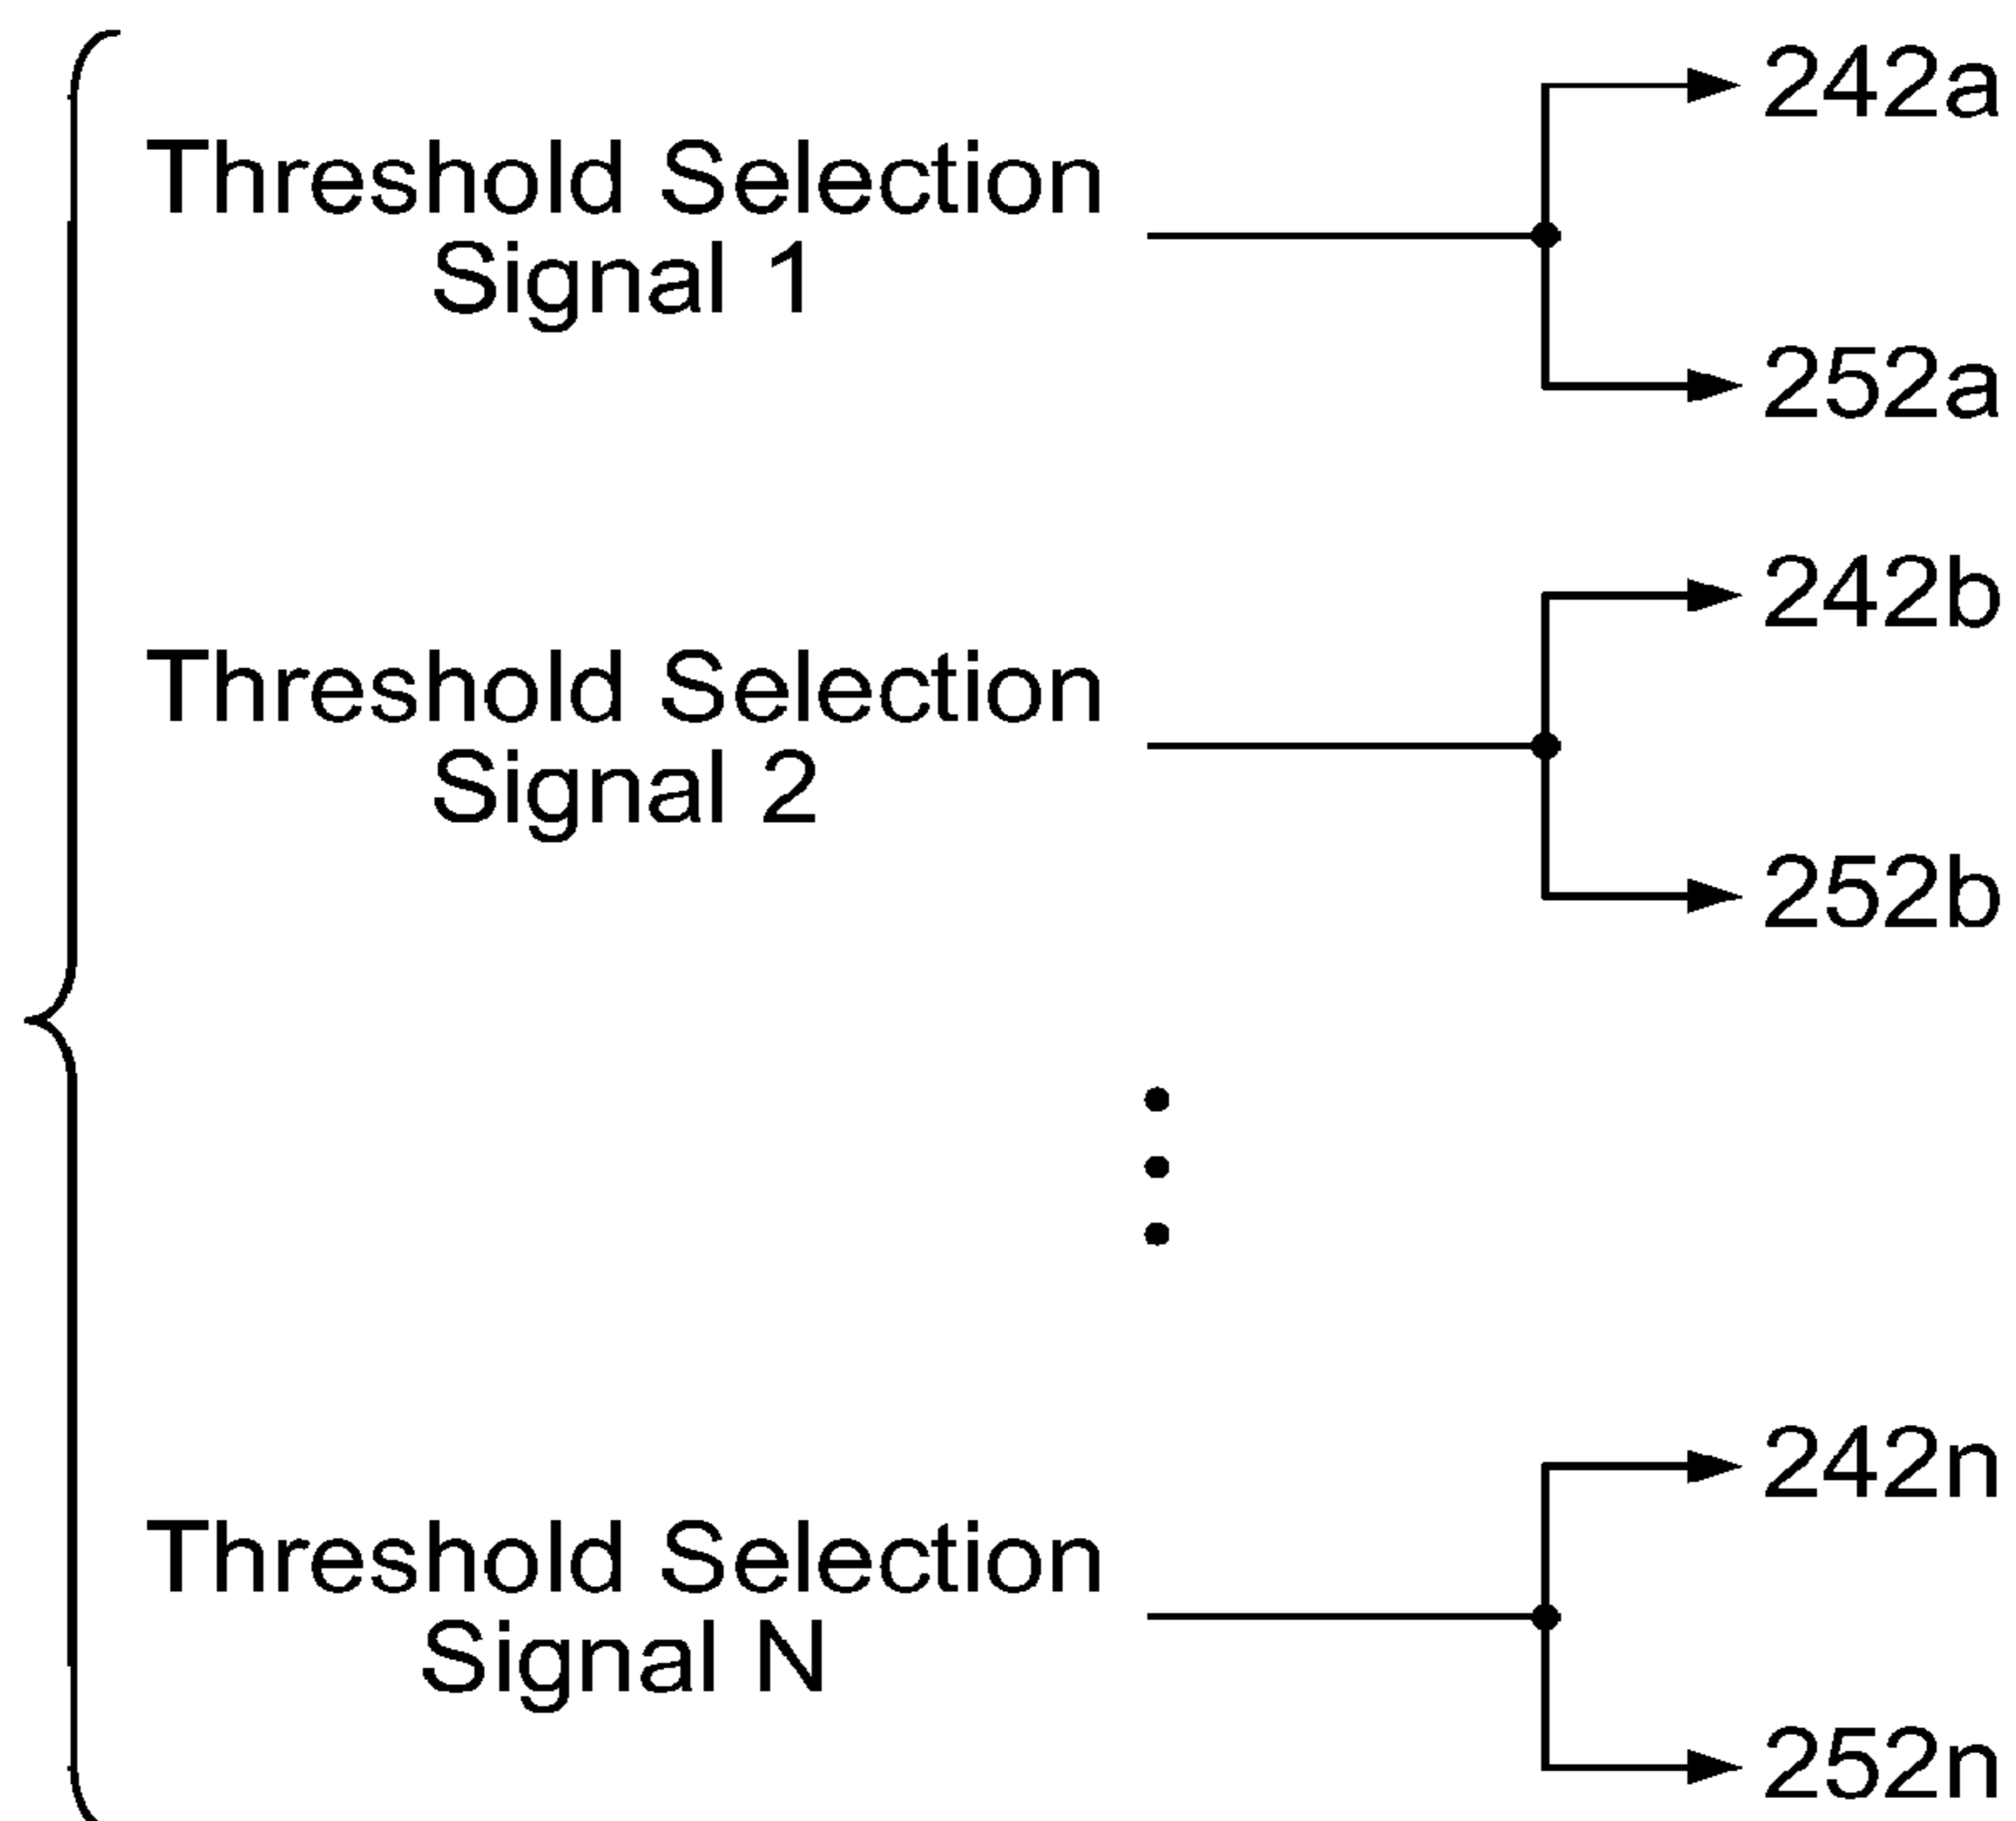 242a
Threshold Selection
Signal 1
252a
242b
Threshold Selection
Signal 2
252b
242n
Threshold Selection
Signal N
252n